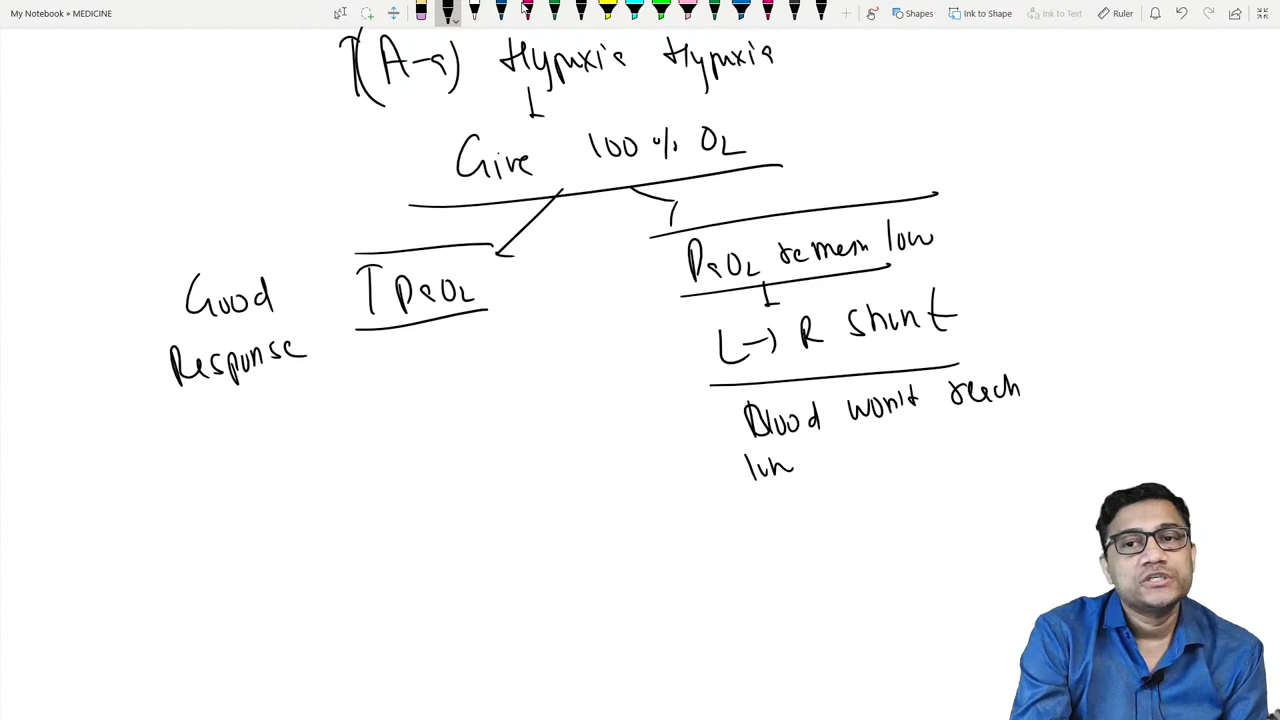 My Notebook » MEDICINE
Shapes
Ink to Shape
Ink to Text
Ruler
↑(A-a) Hypoxia Hypoxia
Give 100% O2
Good Response
↑ PaO2
PaO2 remain low
L→R shunt
Blood won't reach
lun